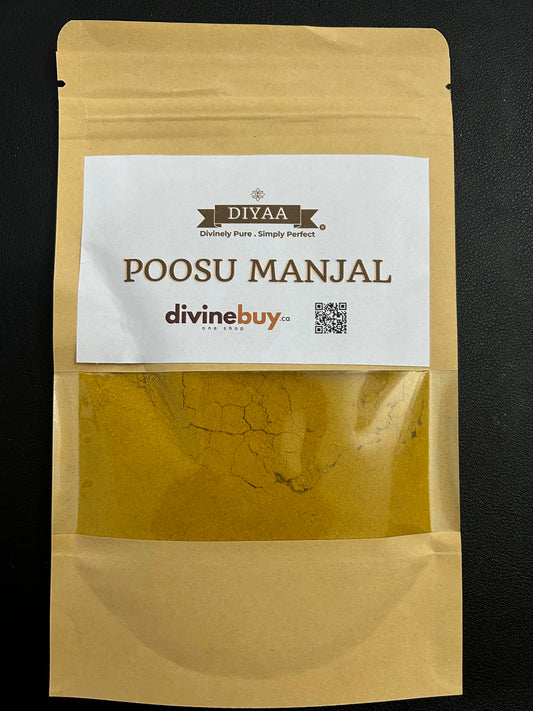 DIYAA
®
Divinely Pure . Simply Perfect
POOSU MANJAL
divinebuy.ca
one shop